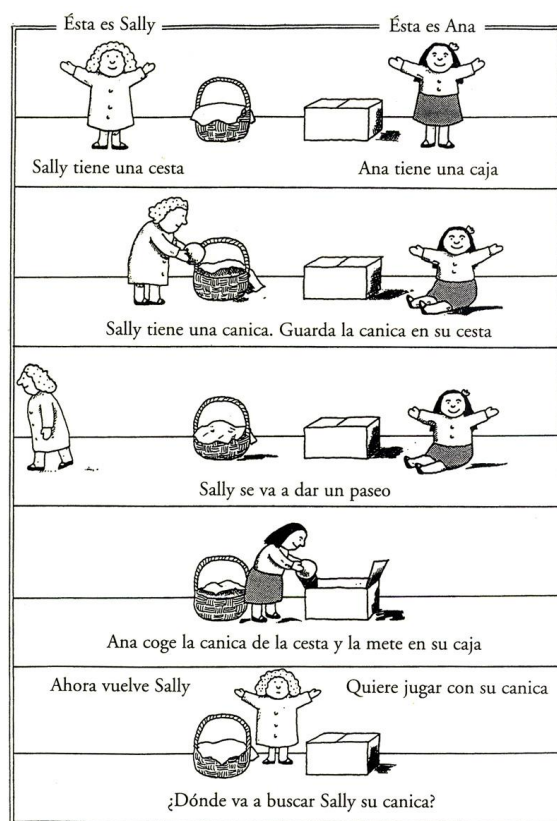 Ésta es Sally
Ésta es Ana
Sally tiene una cesta
Ana tiene una caja
Sally tiene una canica. Guarda la canica en su cesta
Sally se va a dar un paseo
Ana coge la canica de la cesta y la mete en su caja
Ahora vuelve Sally
Quiere jugar con su canica
¿Dónde va a buscar Sally su canica?